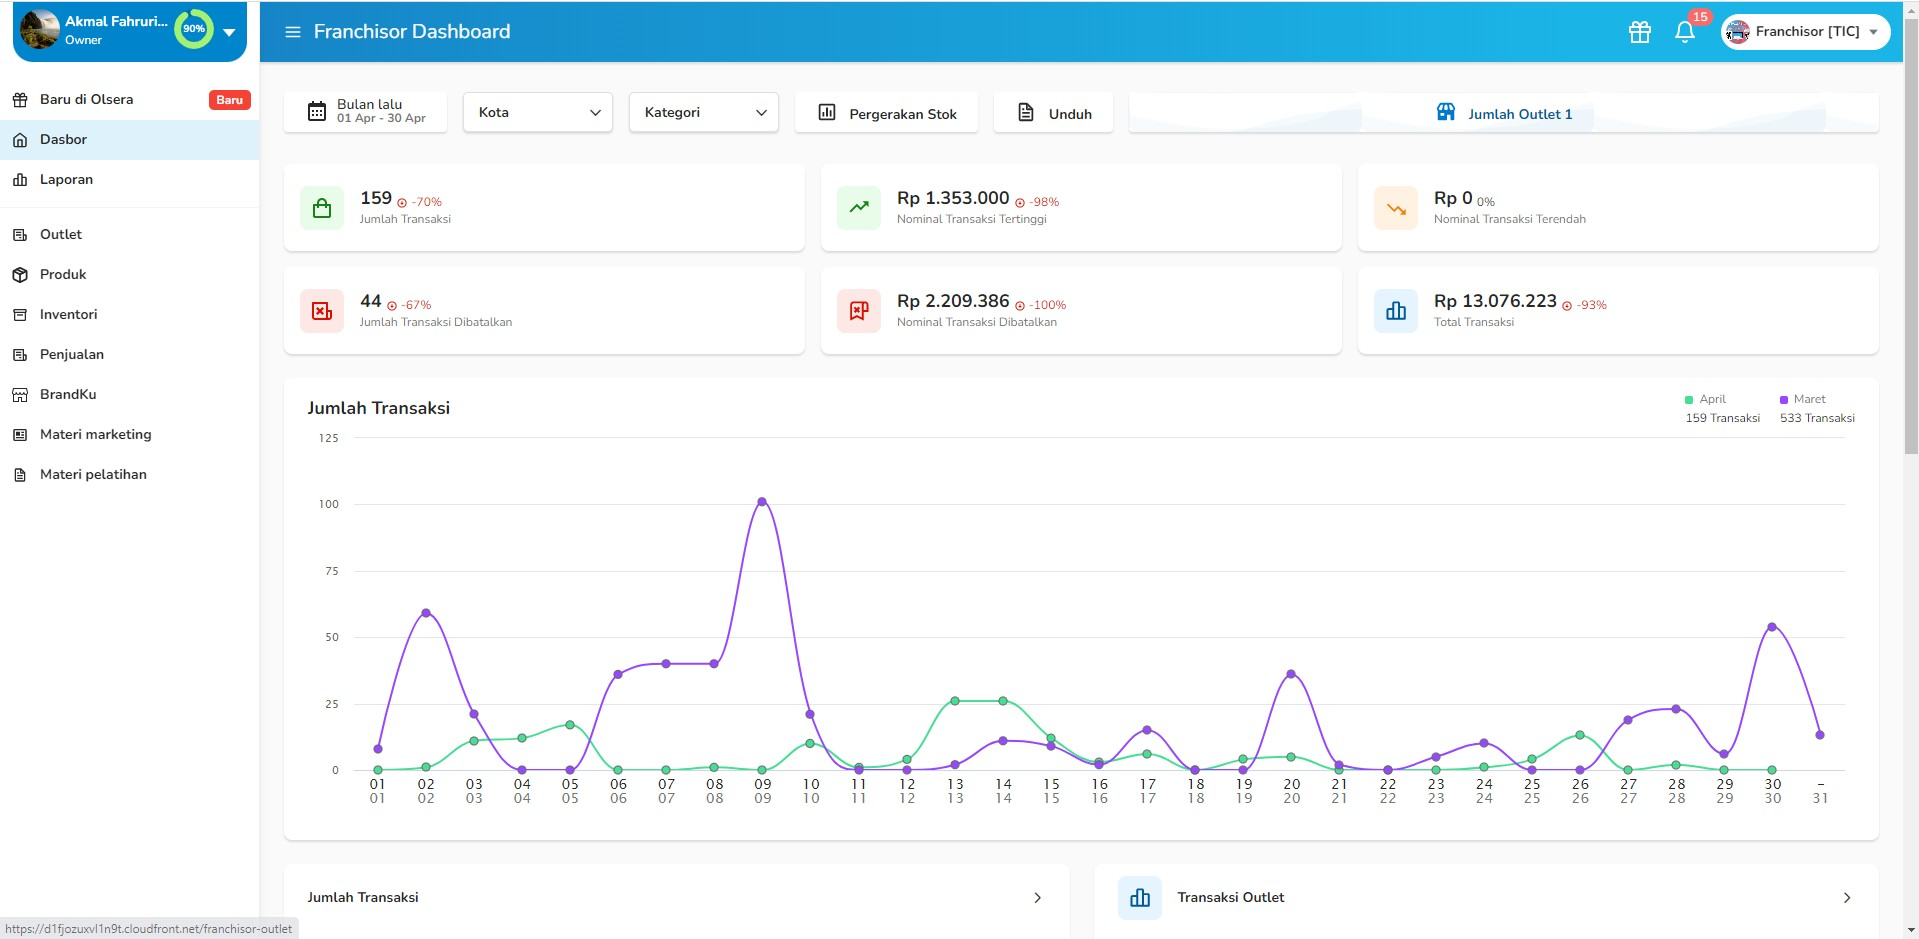 Akmal Fahruri...
Owner
90%
Franchisor Dashboard
15
Franchisor [TIC]
Baru di Olsera
Baru
Dasbor
Laporan
Outlet
Produk
Inventori
Penjualan
BrandKu
Materi marketing
Materi pelatihan
Bulan lalu
01 Apr - 30 Apr
Kota
Kategori
Pergerakan Stok
Unduh
Jumlah Outlet 1
159 -70%
Jumlah Transaksi
Rp 1.353.000 -98%
Nominal Transaksi Tertinggi
Rp 0 0%
Nominal Transaksi Terendah
44 -67%
Jumlah Transaksi Dibatalkan
Rp 2.209.386 -100%
Nominal Transaksi Dibatalkan
Rp 13.076.223 -93%
Total Transaksi
Jumlah Transaksi
April
159 Transaksi
Maret
533 Transaksi
125
100
75
50
25
0
01 02 03 04 05 06 07 08 09 10 11 12 13 14 15 16 17 18 19 20 21 22 23 24 25 26 27 28 29 30 –
01 02 03 04 05 06 07 08 09 10 11 12 13 14 15 16 17 18 19 20 21 22 23 24 25 26 27 28 29 30 31
Jumlah Transaksi
Transaksi Outlet
https://d1fjozuxvl1n9t.cloudfront.net/franchisor-outlet